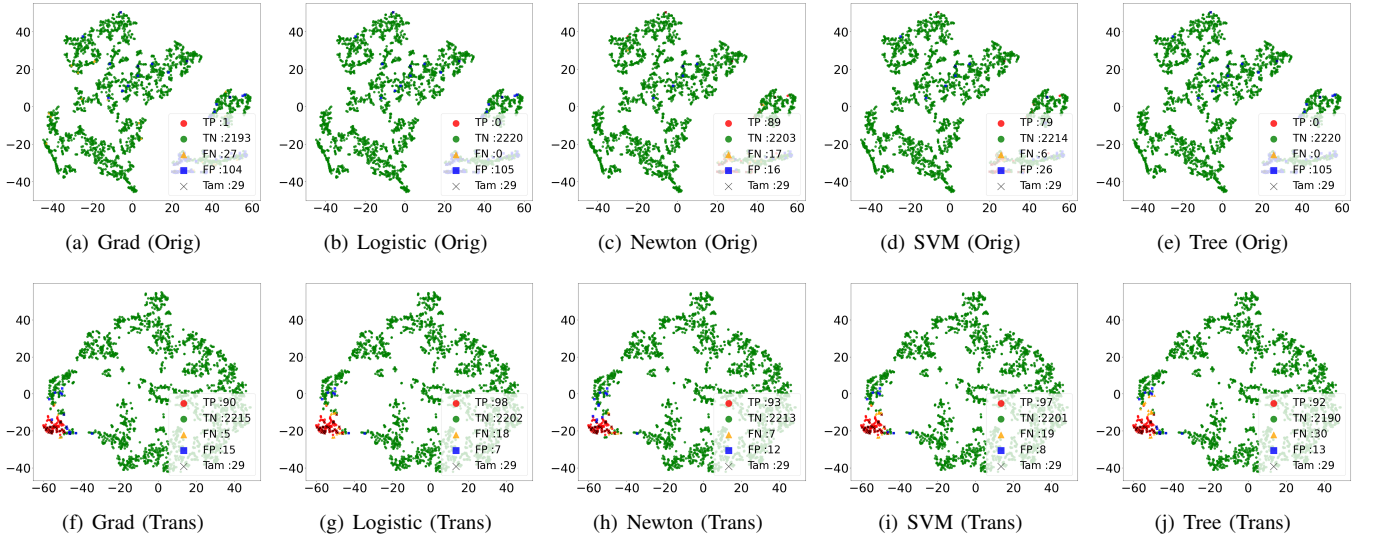 40
20
0
−20
−40
−40 −20 0 20 40 60
TP :1
TN :2193
FN :27
FP :104
Tam :29
(a) Grad (Orig)
40
20
0
−20
−40
−40 −20 0 20 40 60
TP :0
TN :2220
FN :0
FP :105
Tam :29
(b) Logistic (Orig)
40
20
0
−20
−40
−40 −20 0 20 40 60
TP :89
TN :2203
FN :17
FP :16
Tam :29
(c) Newton (Orig)
40
20
0
−20
−40
−40 −20 0 20 40 60
TP :79
TN :2214
FN :6
FP :26
Tam :29
(d) SVM (Orig)
40
20
0
−20
−40
−40 −20 0 20 40 60
TP :0
TN :2220
FN :0
FP :105
Tam :29
(e) Tree (Orig)
40
20
0
−20
−40
−60 −40 −20 0 20 40
TP :90
TN :2215
FN :5
FP :15
Tam :29
(f) Grad (Trans)
40
20
0
−20
−40
−60 −40 −20 0 20 40
TP :98
TN :2202
FN :18
FP :7
Tam :29
(g) Logistic (Trans)
40
20
0
−20
−40
−60 −40 −20 0 20 40
TP :93
TN :2213
FN :7
FP :12
Tam :29
(h) Newton (Trans)
40
20
0
−20
−40
−60 −40 −20 0 20 40
TP :97
TN :2201
FN :19
FP :8
Tam :29
(i) SVM (Trans)
40
20
0
−20
−40
−60 −40 −20 0 20 40
TP :92
TN :2190
FN :30
FP :13
Tam :29
(j) Tree (Trans)